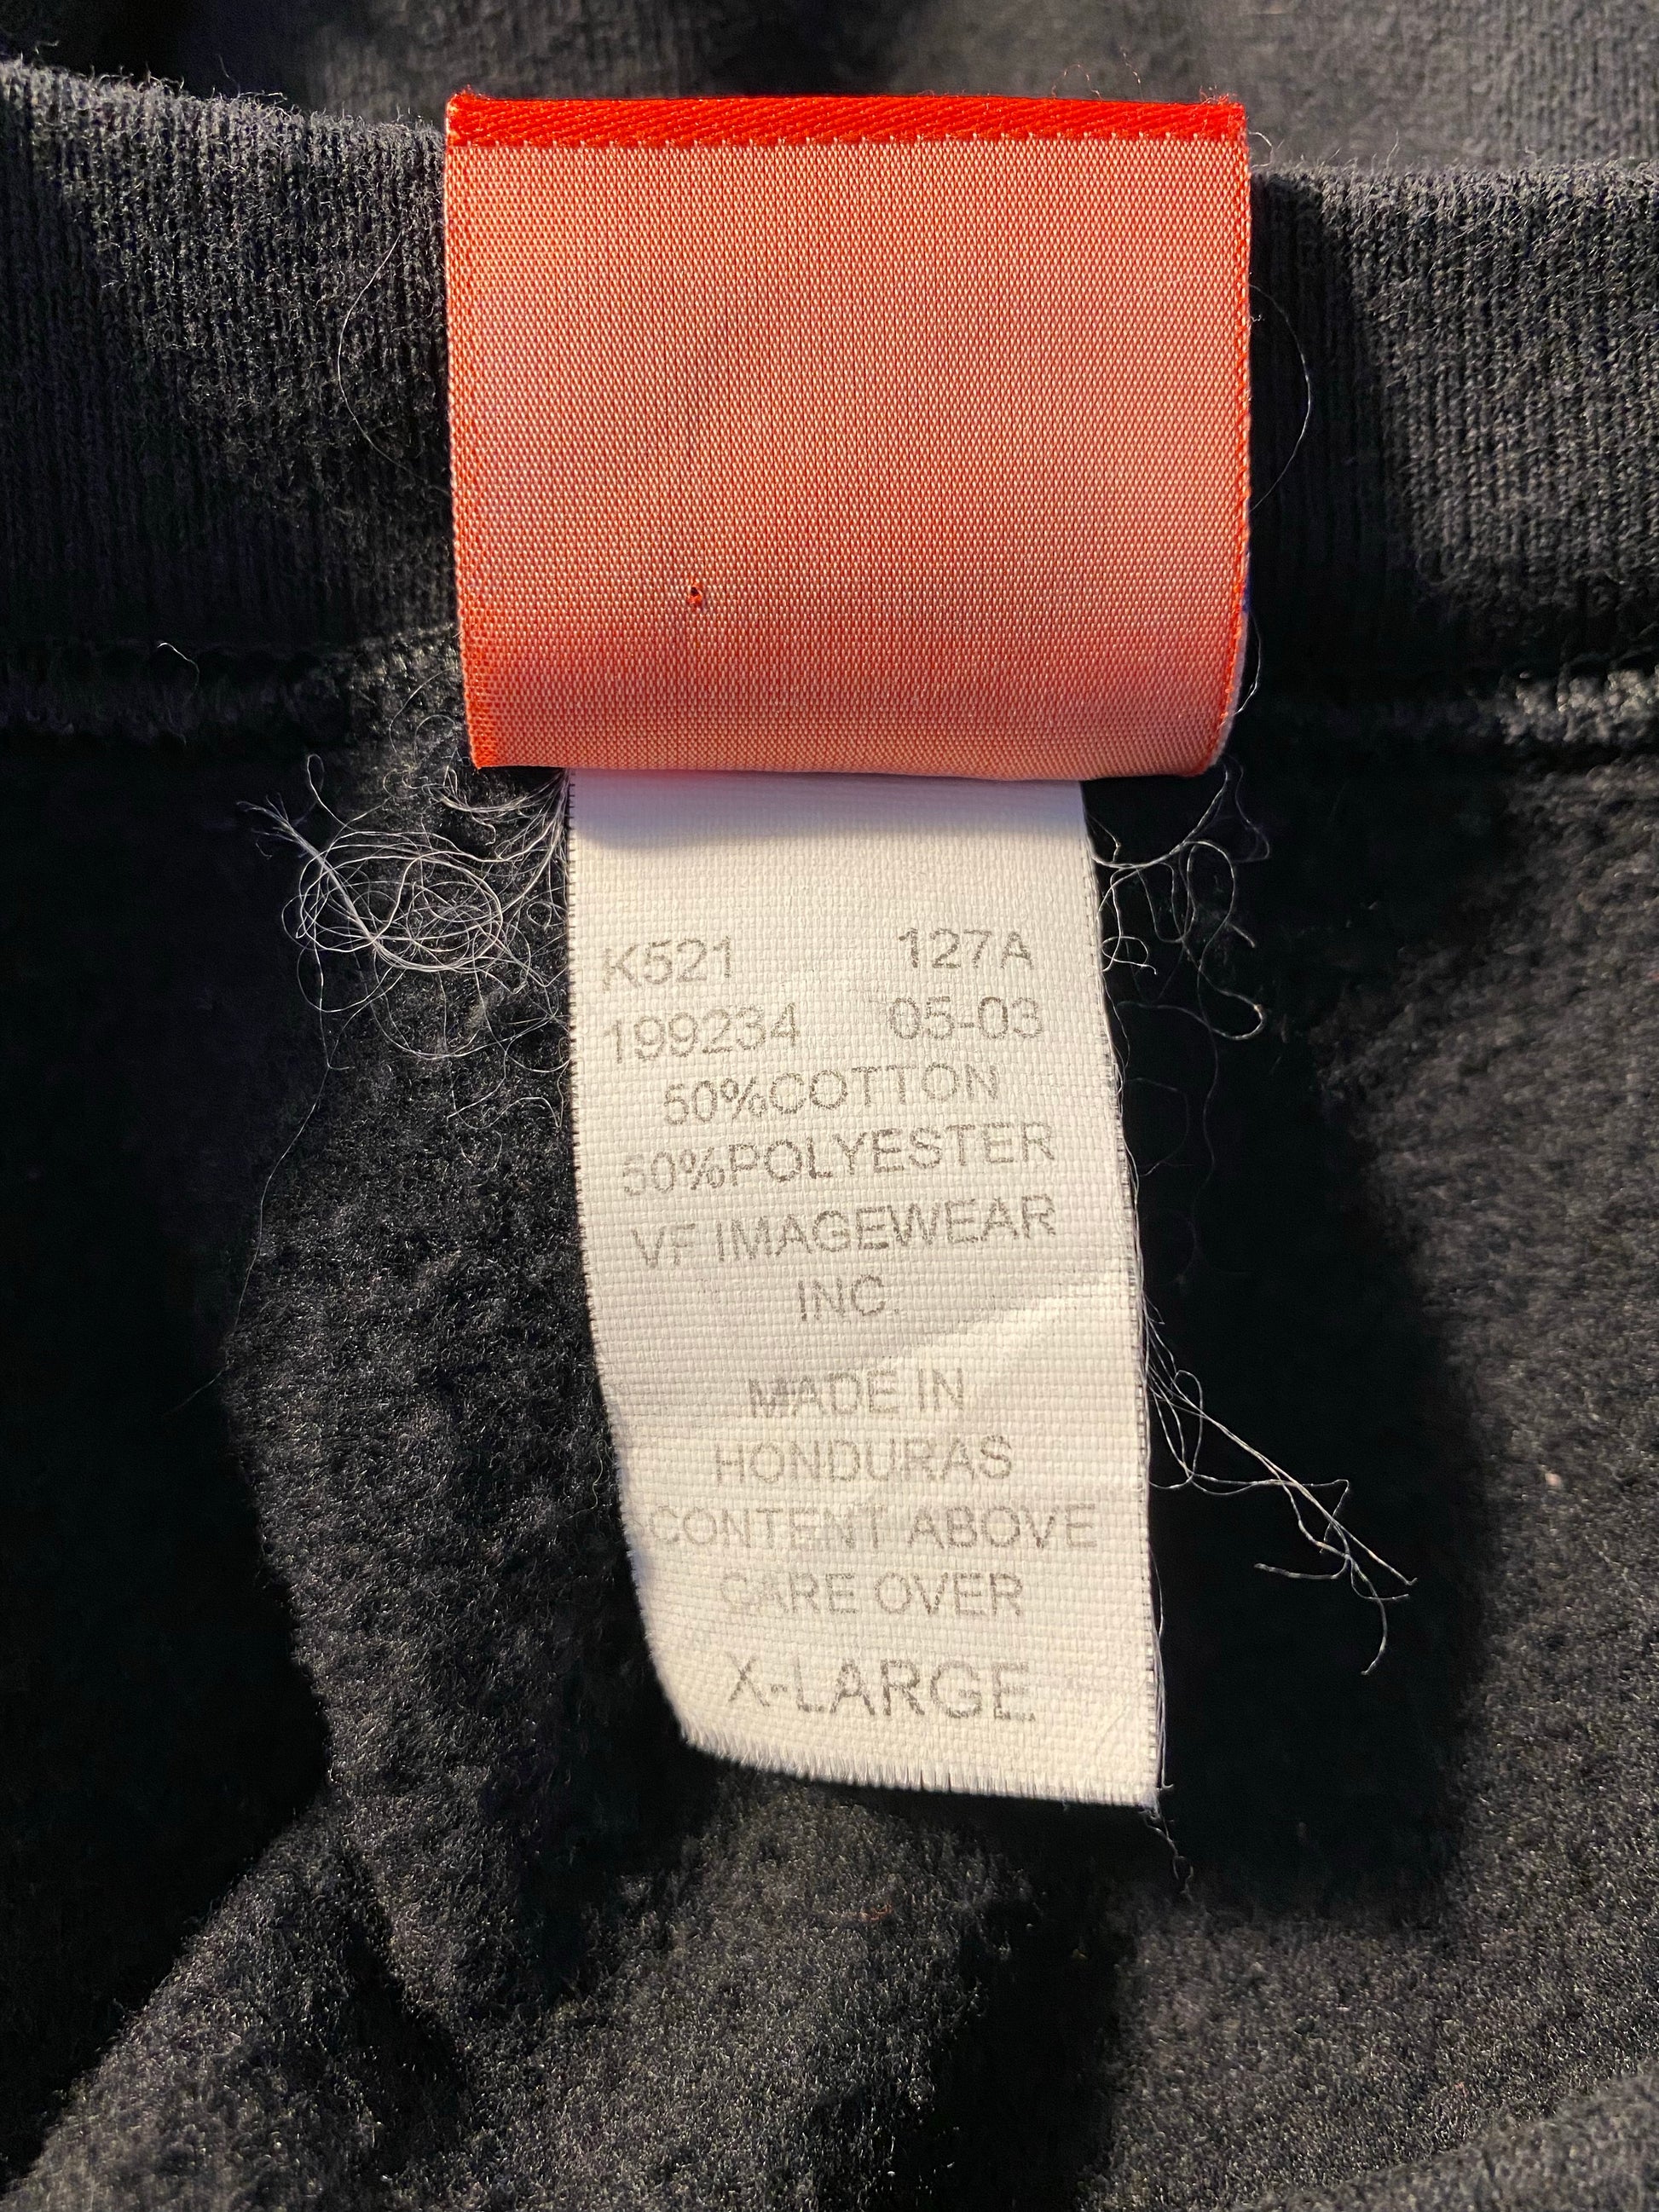 K521 127A
199234 05-03
50%COTTON
50%POLYESTER
VF IMAGEWEAR
INC.
MADE IN
HONDURAS
CONTENT ABOVE
CARE OVER
X-LARGE